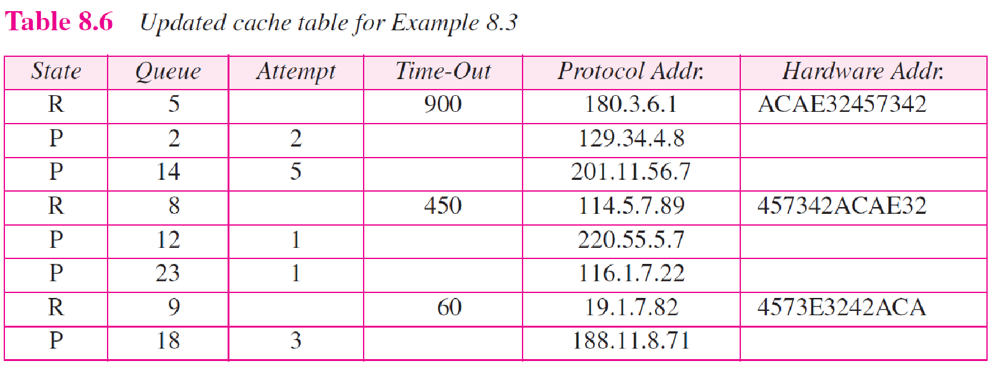 Table 8.6 Updated cache table for Example 8.3
State Queue Attempt Time-Out Protocol Addr. Hardware Addr.
R 5 900 180.3.6.1 ACAE32457342
P 2 2 129.34.4.8
P 14 5 201.11.56.7
R 8 450 114.5.7.89 457342ACAE32
P 12 1 220.55.5.7
P 23 1 116.1.7.22
R 9 60 19.1.7.82 4573E3242ACA
P 18 3 188.11.8.71